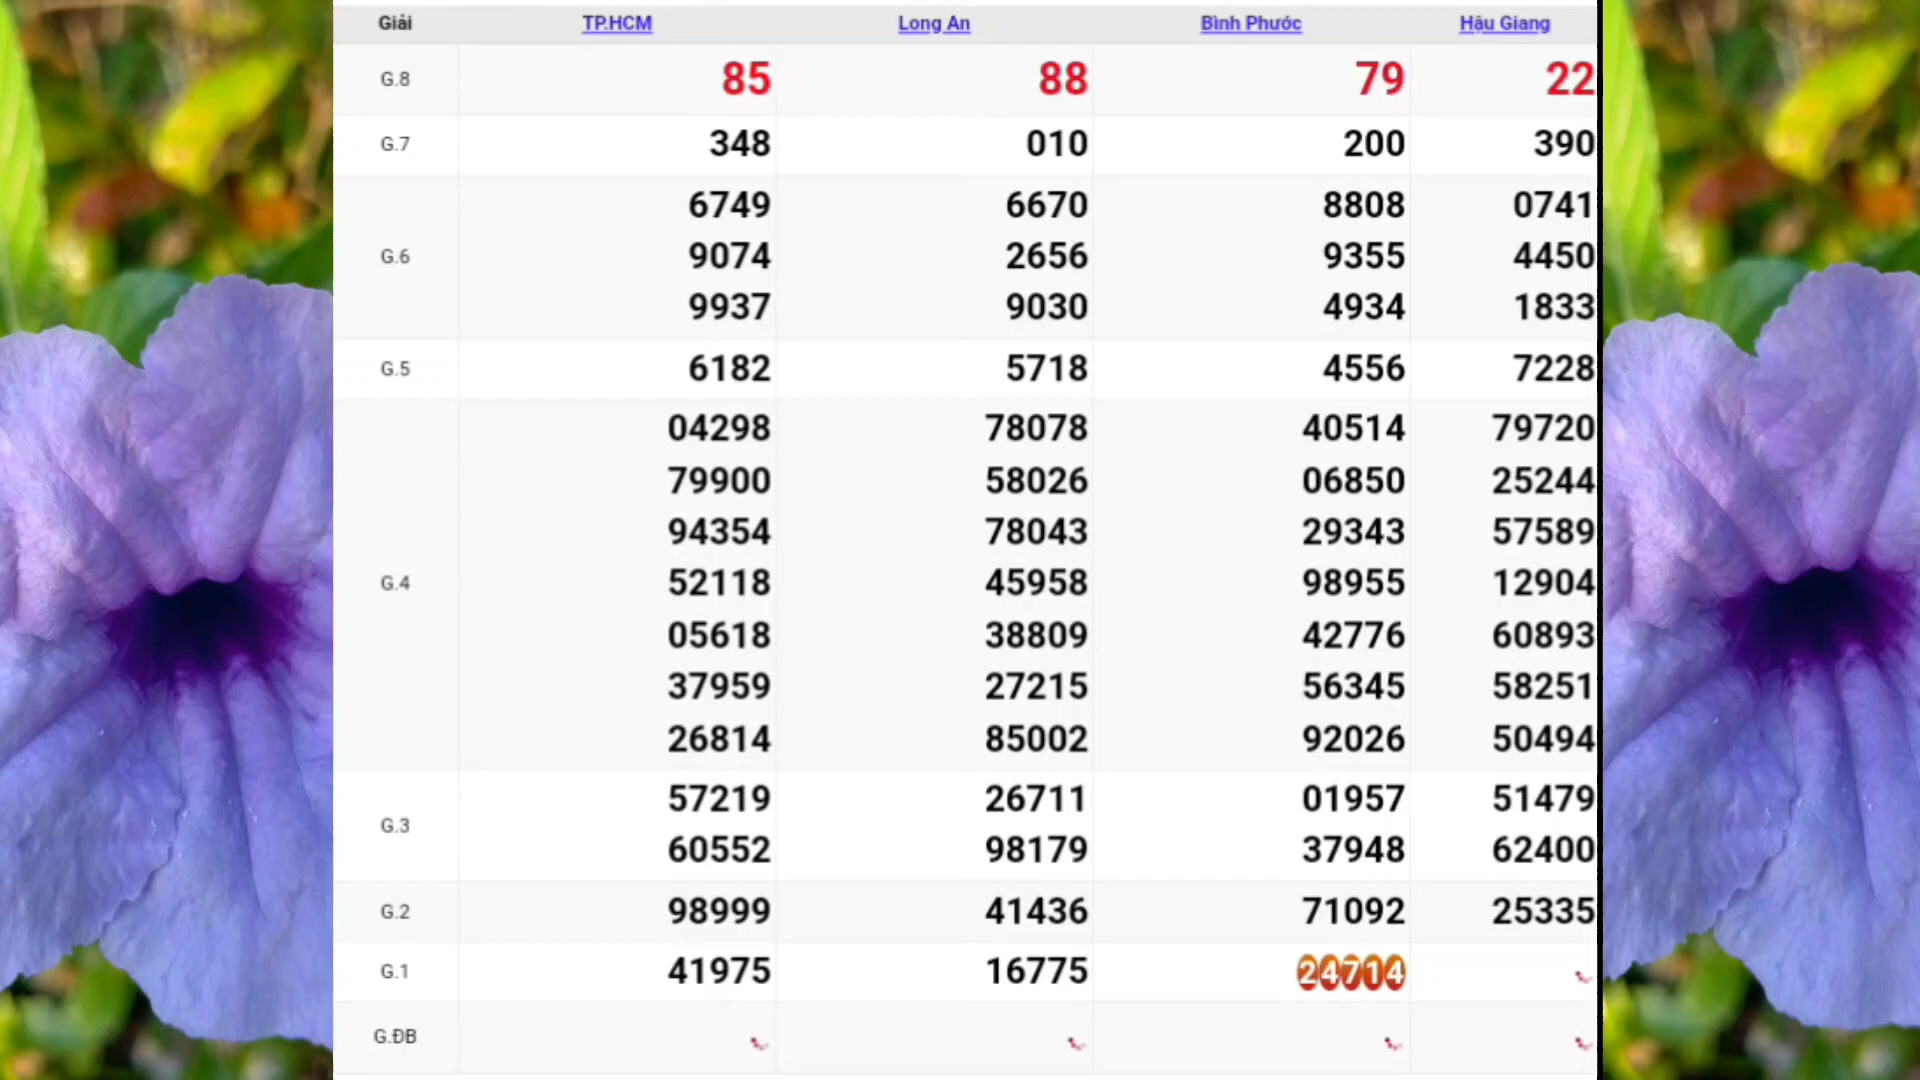 Giải TP.HCM Long An Bình Phước Hậu Giang
G.8 85 88 79 22
G.7 348 010 200 390
6749 6670 8808 0741
G.6 9074 2656 9355 4450
9937 9030 4934 1833
G.5 6182 5718 4556 7228
04298 78078 40514 79720
79900 58026 06850 25244
94354 78043 29343 57589
G.4 52118 45958 98955 12904
05618 38809 42776 60893
37959 27215 56345 58251
26814 85002 92026 50494
57219 26711 01957 51479
G.3
60552 98179 37948 62400
G.2 98999 41436 71092 25335
G.1 41975 16775 24714
G.ĐB